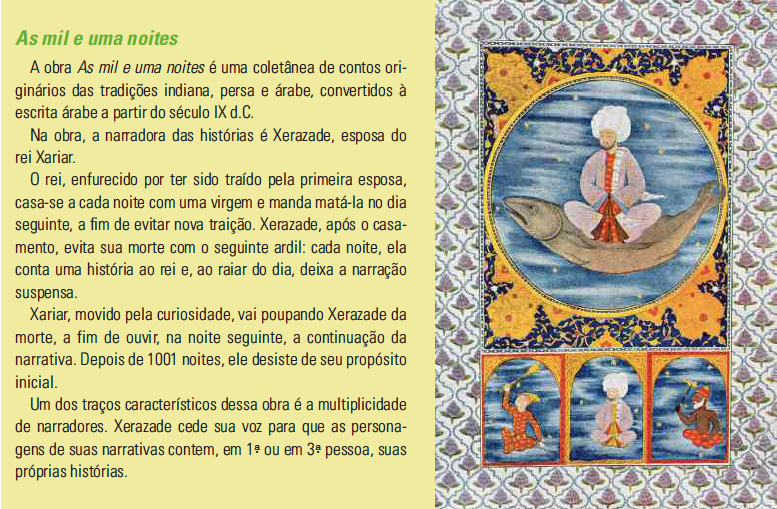 As mil e uma noites
A obra As mil e uma noites é uma coletânea de contos ori-
ginários das tradições indiana, persa e árabe, convertidos à
escrita árabe a partir do século IX d.C.
Na obra, a narradora das histórias é Xerazade, esposa do
rei Xariar.
O rei, enfurecido por ter sido traído pela primeira esposa,
casa-se a cada noite com uma virgem e manda matá-la no dia
seguinte, a fim de evitar nova traição. Xerazade, após o casa-
mento, evita sua morte com o seguinte ardil: cada noite, ela
conta uma história ao rei e, ao raiar do dia, deixa a narração
suspensa.
Xariar, movido pela curiosidade, vai poupando Xerazade da
morte, a fim de ouvir, na noite seguinte, a continuação da
narrativa. Depois de 1001 noites, ele desiste de seu propósito
inicial.
Um dos traços característicos dessa obra é a multiplicidade
de narradores. Xerazade cede sua voz para que as persona-
gens de suas narrativas contem, em 1ª ou em 3ª pessoa, suas
próprias histórias.